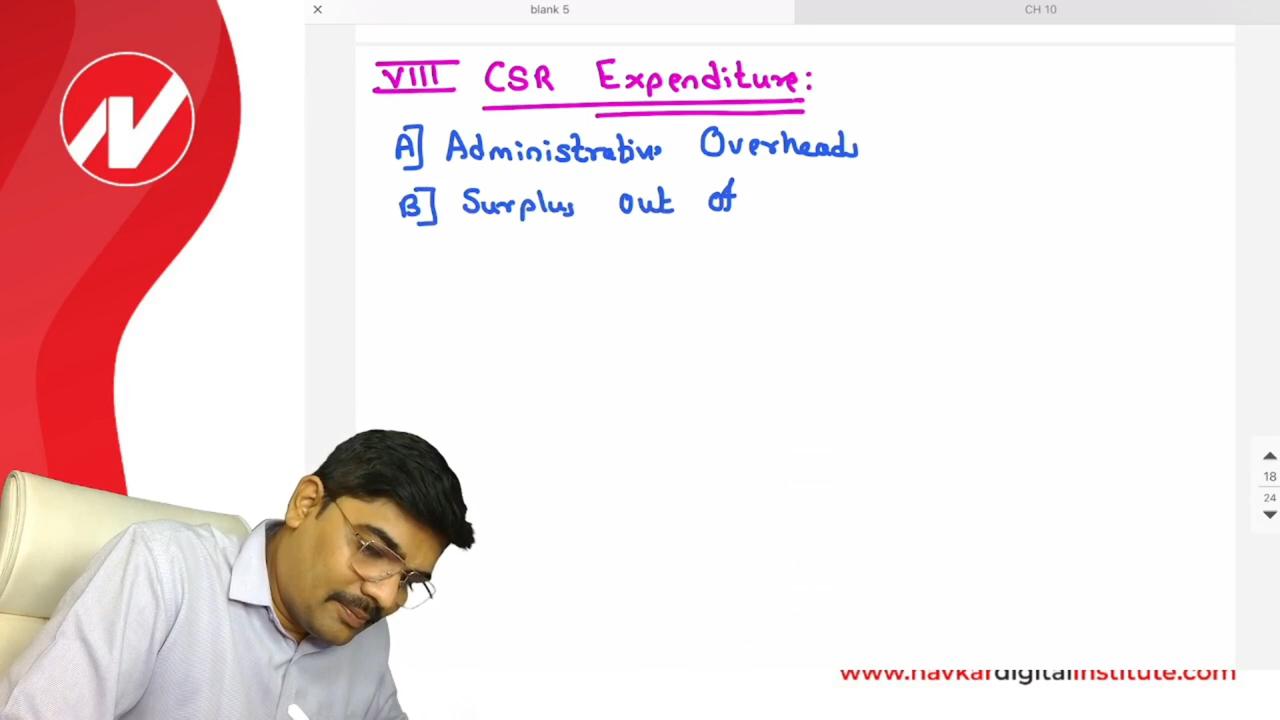 blank 5
CH 10
VIII CSR Expenditure:
A] Administrative Overheads
B] Surplus out of
18
24
www.navkardigitalinstitute.com